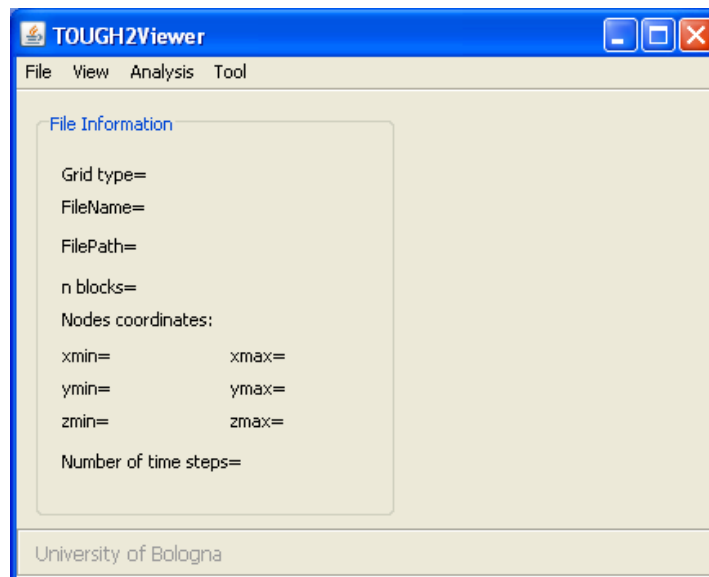 TOUGH2Viewer
File View Analysis Tool
File Information
Grid type=
FileName=
FilePath=
n blocks=
Nodes coordinates:
xmin= xmax=
ymin= ymax=
zmin= zmax=
Number of time steps=
University of Bologna